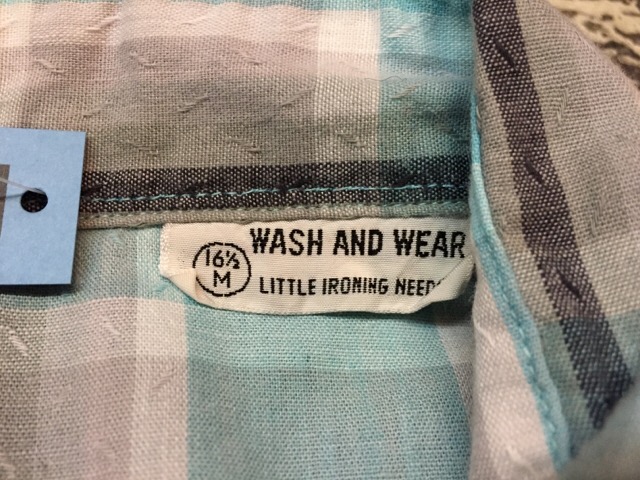 16½
M
WASH AND WEAR
LITTLE IRONING